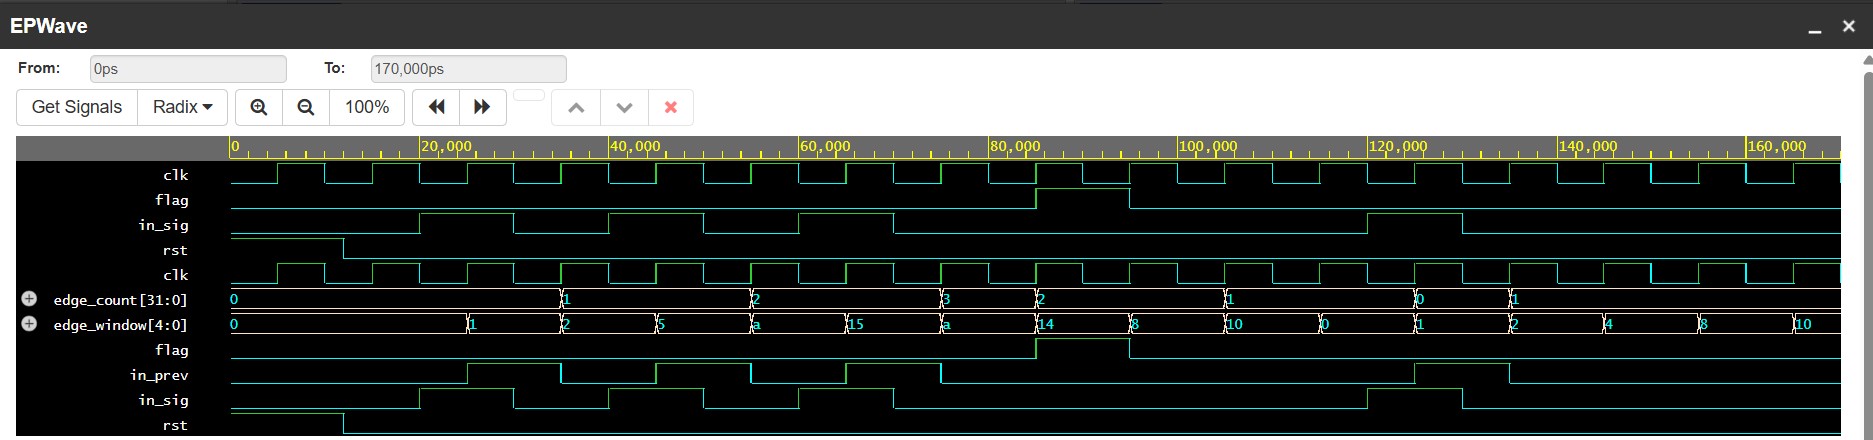 EPWave
From: 0ps To: 170,000ps
Get Signals Radix 100%
0 20,000 40,000 60,000 80,000 100,000 120,000 140,000 160,000
clk
flag
in_sig
rst
clk
edge_count[31:0] 0 1 2 3 2 1 0 1
edge_window[4:0] 0 1 2 5 a 15 a 14 8 10 0 1 2 4 8 10
flag
in_prev
in_sig
rst